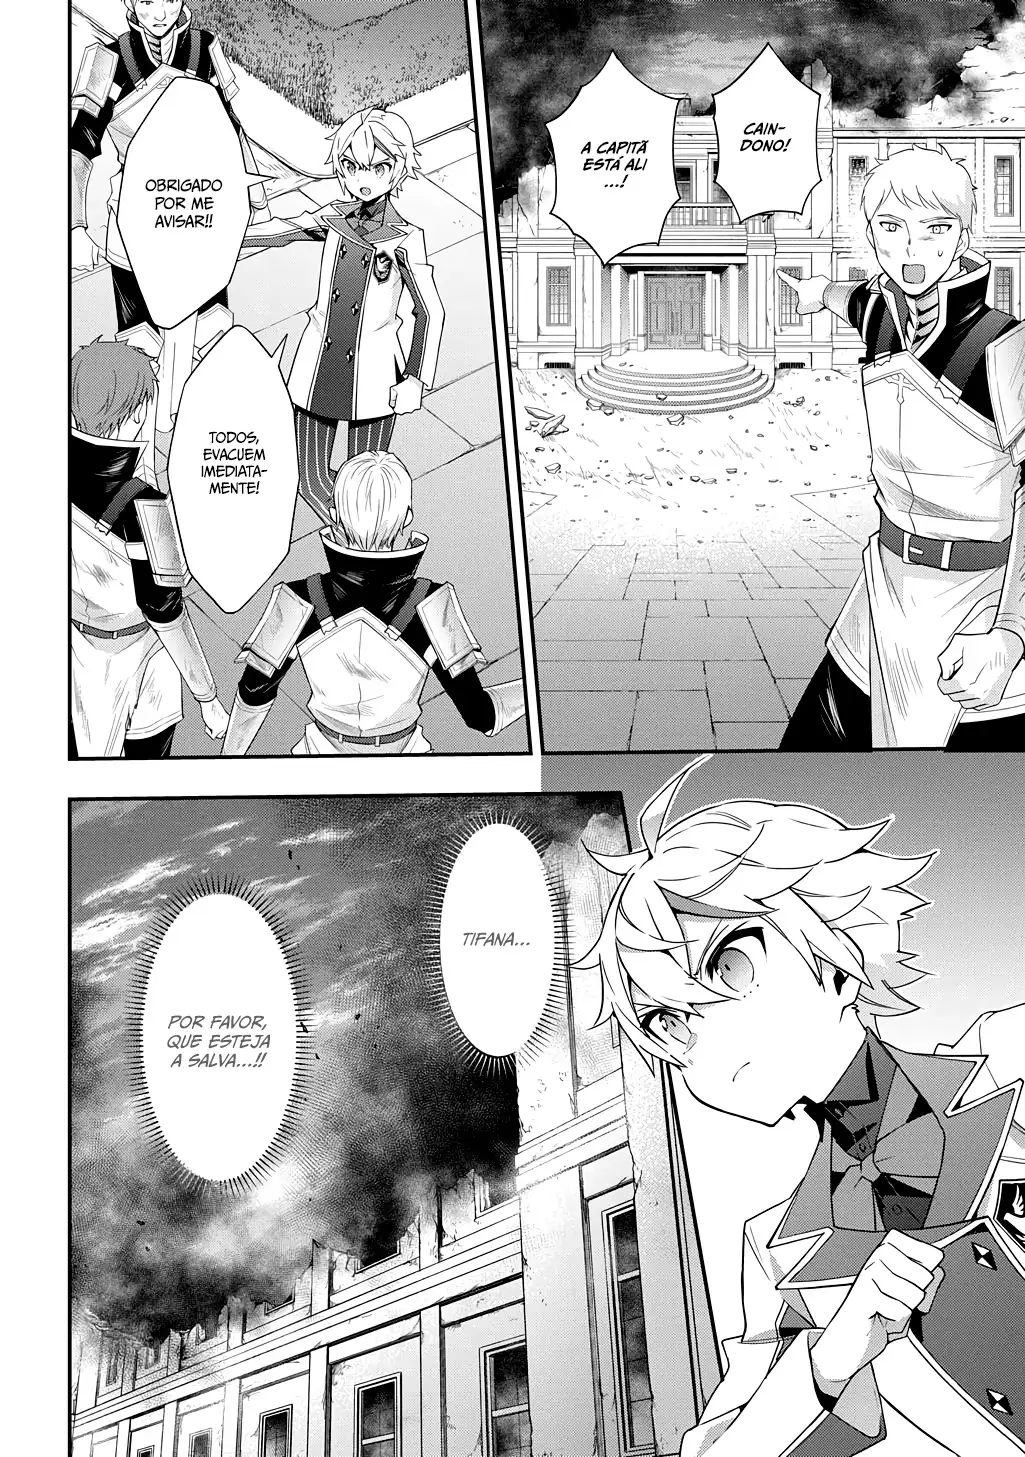 CAIN-
DONO!
A CAPITÃ
ESTÁ ALI
...!
OBRIGADO
POR ME
AVISAR!!
TODOS,
EVACUEM
IMEDIATA-
MENTE!
TIFANA...
POR FAVOR,
QUE ESTEJA
A SALVA...!!